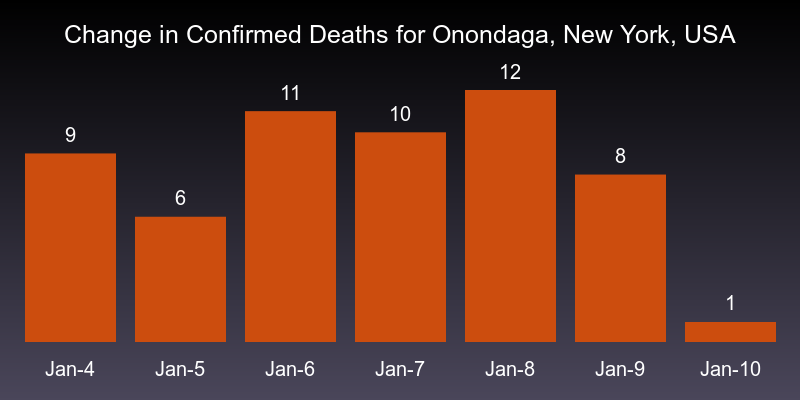 Change in Confirmed Deaths for Onondaga, New York, USA
9
6
11
10
12
8
1
Jan-4
Jan-5
Jan-6
Jan-7
Jan-8
Jan-9
Jan-10